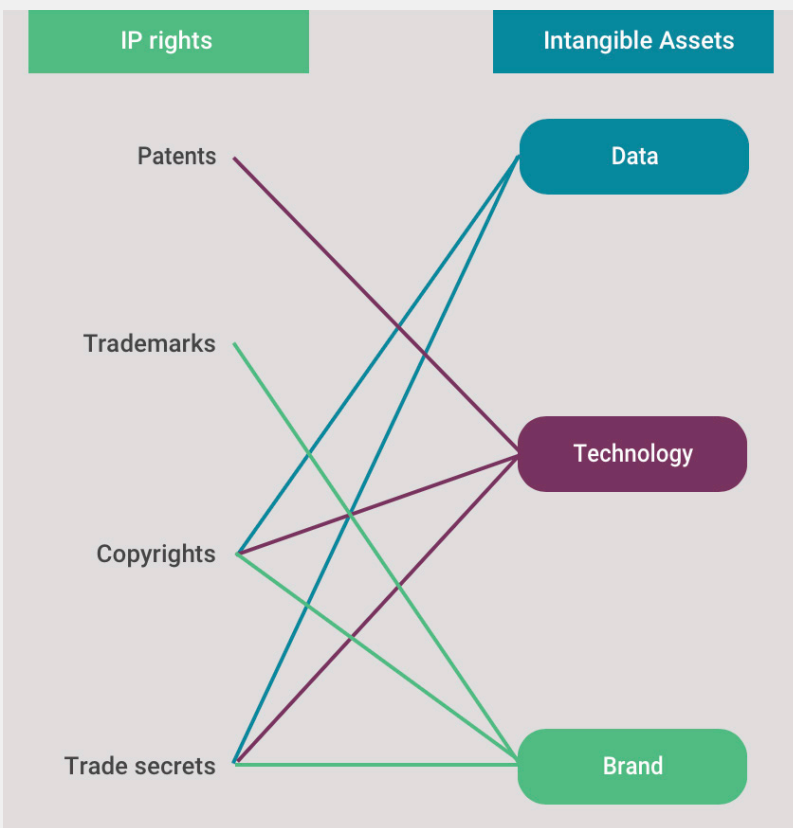 IP rights
Intangible Assets
Patents
Data
Trademarks
Technology
Copyrights
Trade secrets
Brand